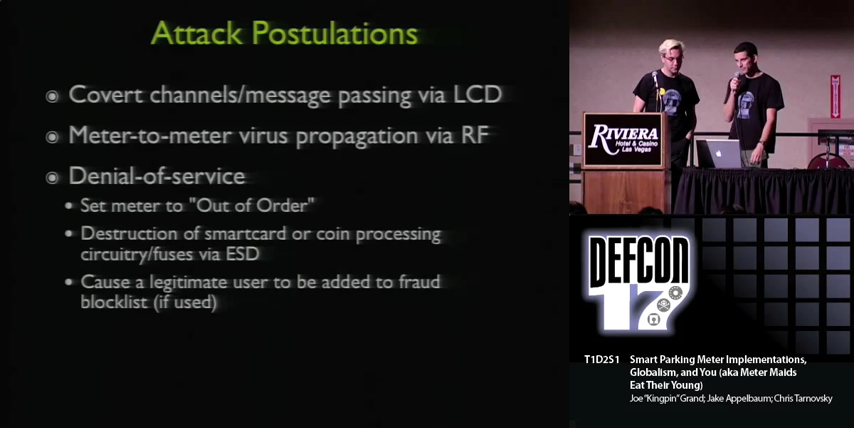 Attack Postulations
Covert channels/message passing via LCD
Meter-to-meter virus propagation via RF
Denial-of-service
Set meter to "Out of Order"
Destruction of smartcard or coin processing
circuitry/fuses via ESD
Cause a legitimate user to be added to fraud
blocklist (if used)
RIVIERA
Hotel & Casino
Las Vegas
DEFCON
17
T1D2S1 Smart Parking Meter Implementations,
Globalism, and You (aka Meter Maids
Eat Their Young)
Joe "Kingpin" Grand; Jake Appelbaum; Chris Tarnovsky